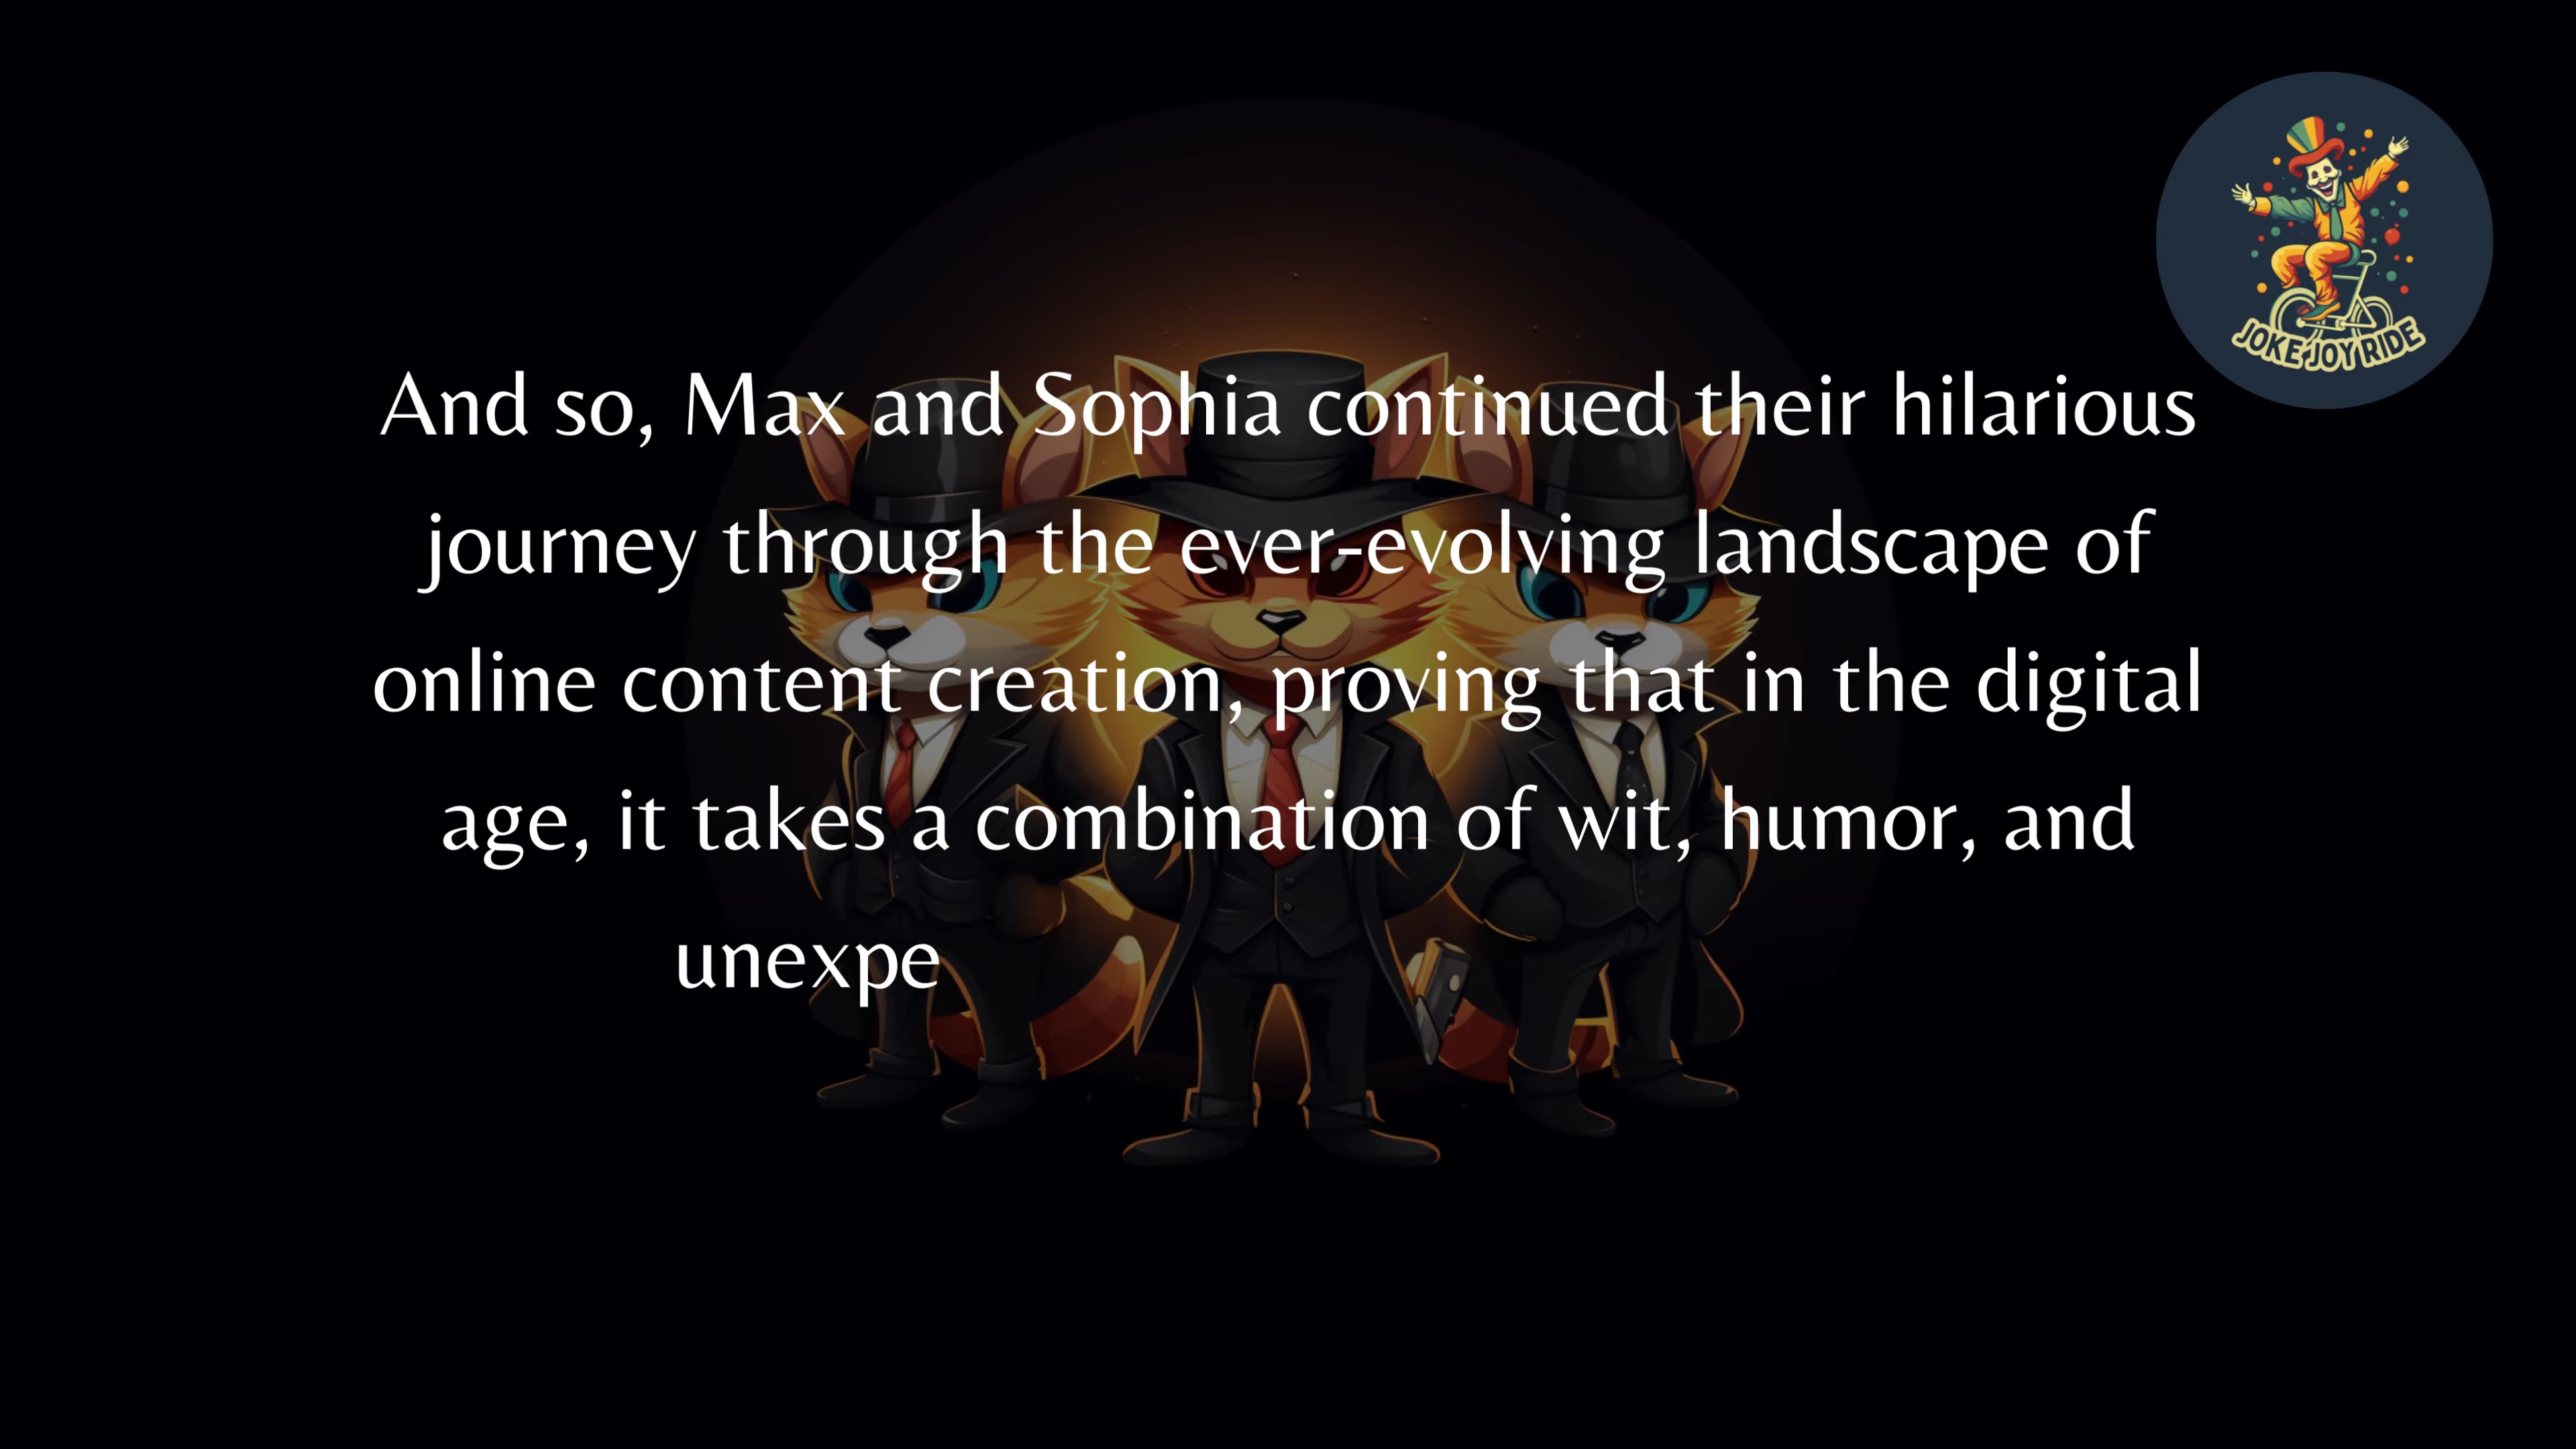 JOKE JOY RIDE
And so, Max and Sophia continued their hilarious
journey through the ever-evolving landscape of
online content creation, proving that in the digital
age, it takes a combination of wit, humor, and
unexpe